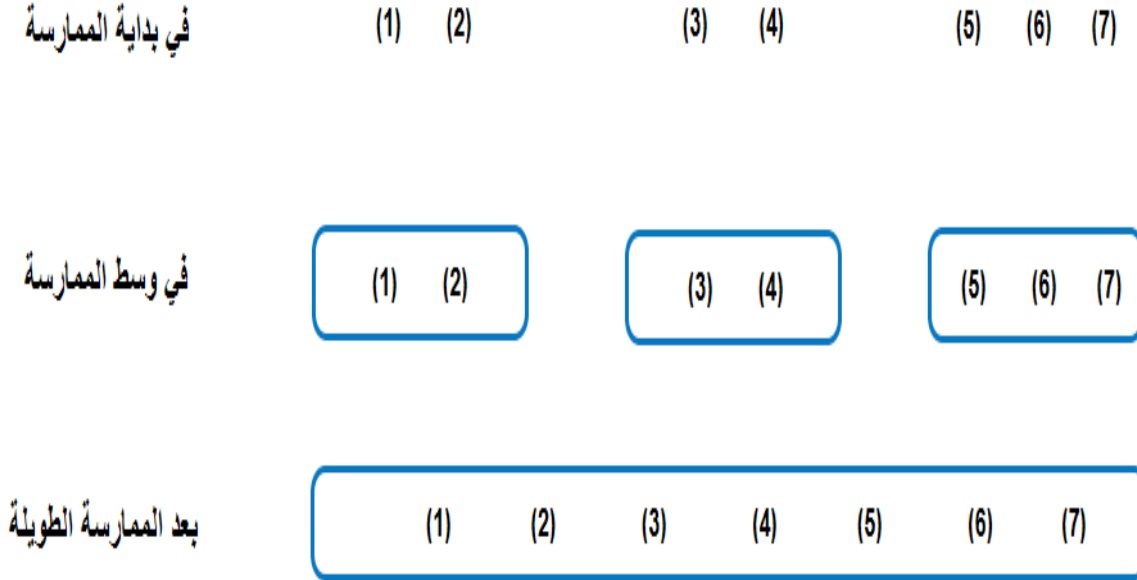 في بداية الممارسة (1) (2) (3) (4) (5) (6) (7)
في وسط الممارسة (1) (2) (3) (4) (5) (6) (7)
بعد الممارسة الطويلة (1) (2) (3) (4) (5) (6) (7)